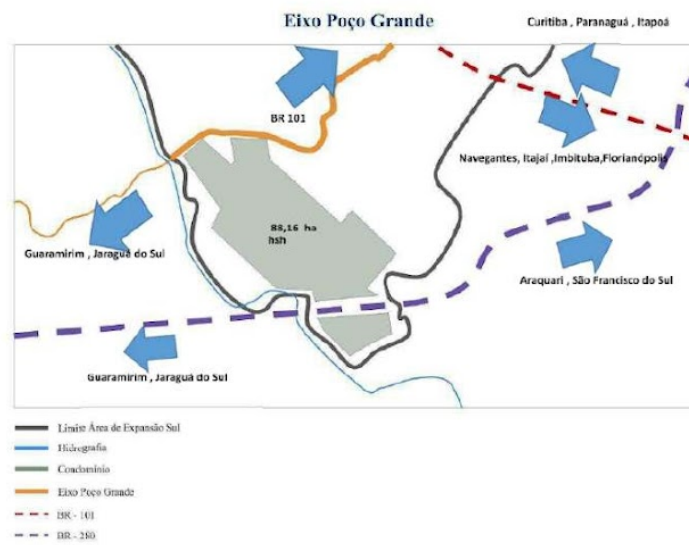 Eixo Poço Grande
Curitiba , Paranaguá , Itapoá
BR 101
Navegantes, Itajaí ,Imbituba,Florianópolis
88,16 ha
hsh
Guaramirim , Jaraguá do Sul
Araquari , São Francisco do Sul
Guaramirim , Jaraguá do Sul
Limite Área de Expansão Sul
Hidrografia
Condomínio
Eixo Poço Grande
BR - 101
BR - 280